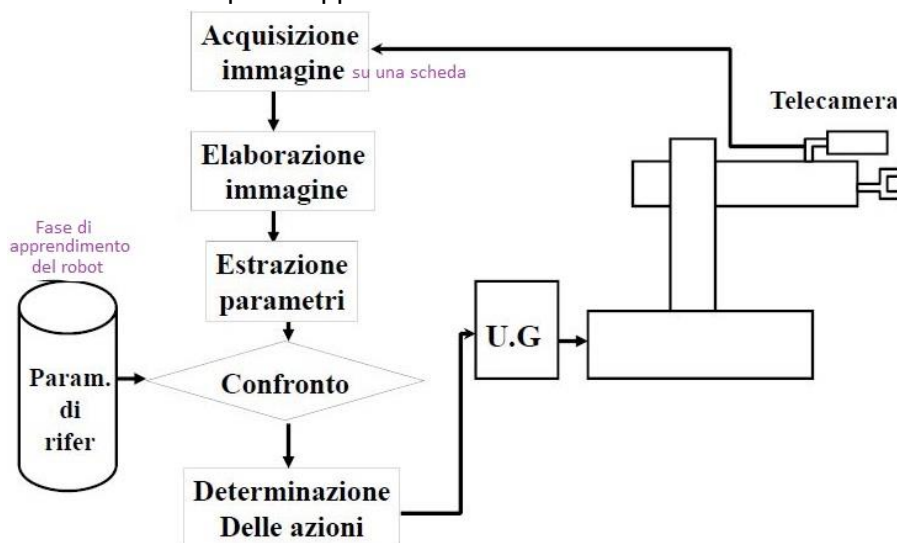 Acquisizione
immagine su una scheda
Telecamera
Elaborazione
immagine
Fase di
apprendimento
del robot
Estrazione
parametri
U.G
Param.
di
rifer
Confronto
Determinazione
Delle azioni